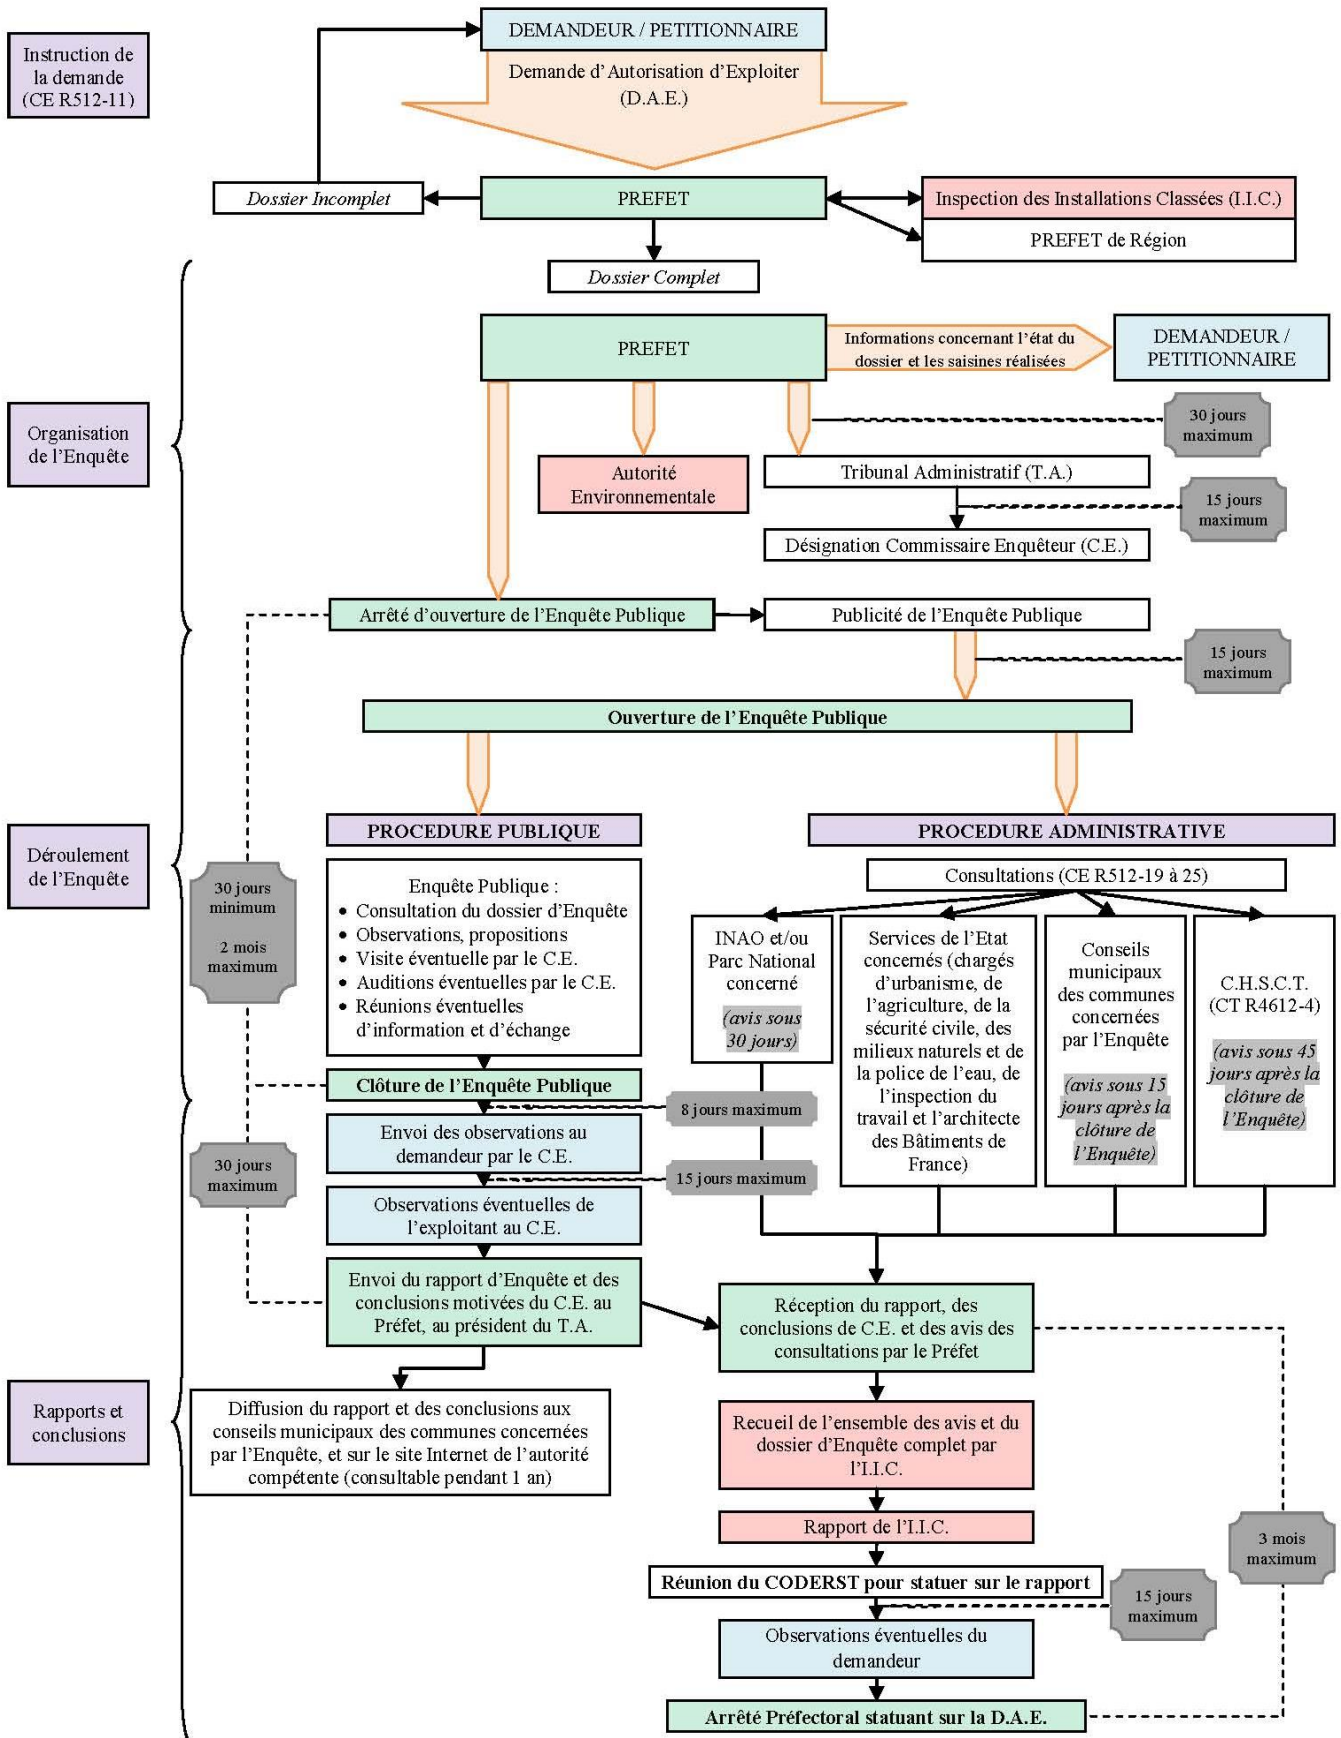 DEMANDEUR / PETITIONNAIRE
Instruction de
la demande
(CE R512-11)
Demande d'Autorisation d'Exploiter
(D.A.E.)
Dossier Incomplet
PREFET
Inspection des Installations Classées (I.I.C.)
PREFET de Région
Dossier Complet
PREFET
Informations concernant l'état du
dossier et les saisines réalisées
DEMANDEUR /
PETITIONNAIRE
Organisation
de l'Enquête
30 jours
maximum
Autorité
Environnementale
Tribunal Administratif (T.A.)
15 jours
maximum
Désignation Commissaire Enquêteur (C.E.)
Arrêté d'ouverture de l'Enquête Publique
Publicité de l'Enquête Publique
15 jours
maximum
Ouverture de l'Enquête Publique
PROCEDURE PUBLIQUE
PROCEDURE ADMINISTRATIVE
Déroulement
de l'Enquête
30 jours
minimum
2 mois
maximum
Enquête Publique :
• Consultation du dossier d'Enquête
• Observations, propositions
• Visite éventuelle par le C.E.
• Auditions éventuelles par le C.E.
• Réunions éventuelles
d'information et d'échange
Consultations (CE R512-19 à 25)
INAO et/ou
Parc National
concerné
(avis sous
30 jours)
Services de l'Etat
concernés (chargés
d'urbanisme, de
l'agriculture, de la
sécurité civile, des
milieux naturels et de
la police de l'eau, de
l'inspection du
travail et l'architecte
des Bâtiments de
France)
Conseils
municipaux
des communes
concernées
par l'Enquête
(avis sous 15
jours après la
clôture de
l'Enquête)
C.H.S.C.T.
(CT R4612-4)
(avis sous 45
jours après la
clôture de
l'Enquête)
Clôture de l'Enquête Publique
8 jours maximum
Envoi des observations au
demandeur par le C.E.
30 jours
maximum
15 jours maximum
Observations éventuelles de
l'exploitant au C.E.
Envoi du rapport d'Enquête et des
conclusions motivées du C.E. au
Préfet, au président du T.A.
Réception du rapport, des
conclusions de C.E. et des avis des
consultations par le Préfet
Rapports et
conclusions
Diffusion du rapport et des conclusions aux
conseils municipaux des communes concernées
par l'Enquête, et sur le site Internet de l'autorité
compétente (consultable pendant 1 an)
Recueil de l'ensemble des avis et du
dossier d'Enquête complet par
l'I.I.C.
Rapport de l'I.I.C.
3 mois
maximum
Réunion du CODERST pour statuer sur le rapport
15 jours
maximum
Observations éventuelles du
demandeur
Arrêté Préfectoral statuant sur la D.A.E.